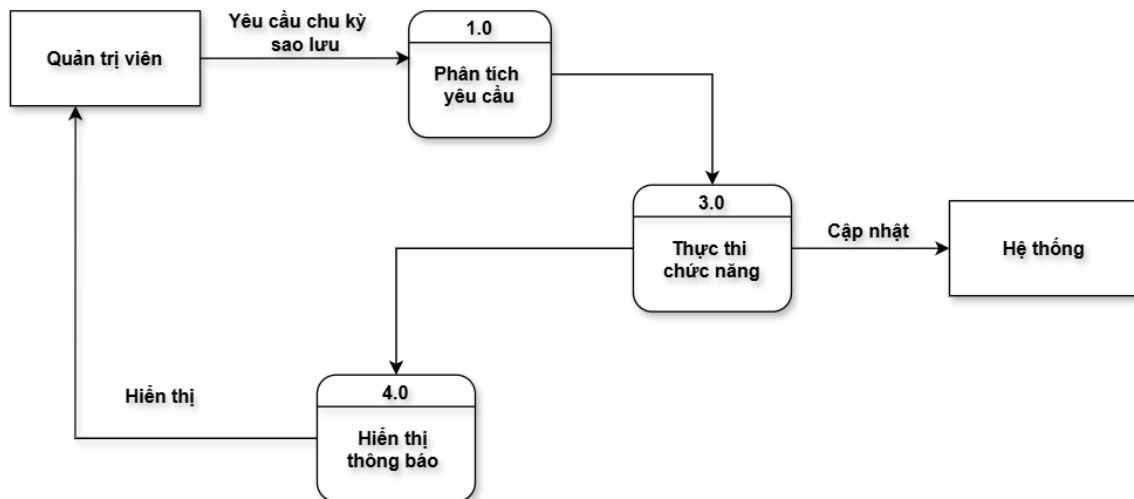 Quản trị viên
Yêu cầu chu kỳ
sao lưu
1.0
Phân tích
yêu cầu
3.0
Thực thi
chức năng
Cập nhật
Hệ thống
Hiển thị
4.0
Hiển thị
thông báo